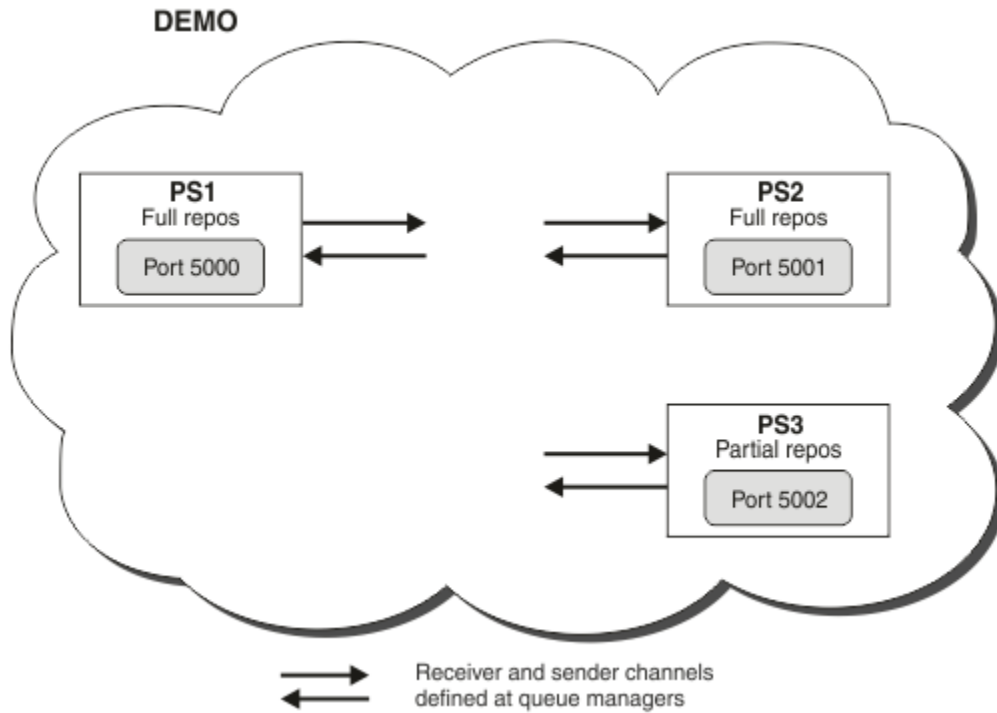 DEMO
PS1
Full repos
Port 5000
PS2
Full repos
Port 5001
PS3
Partial repos
Port 5002
Receiver and sender channels
defined at queue managers